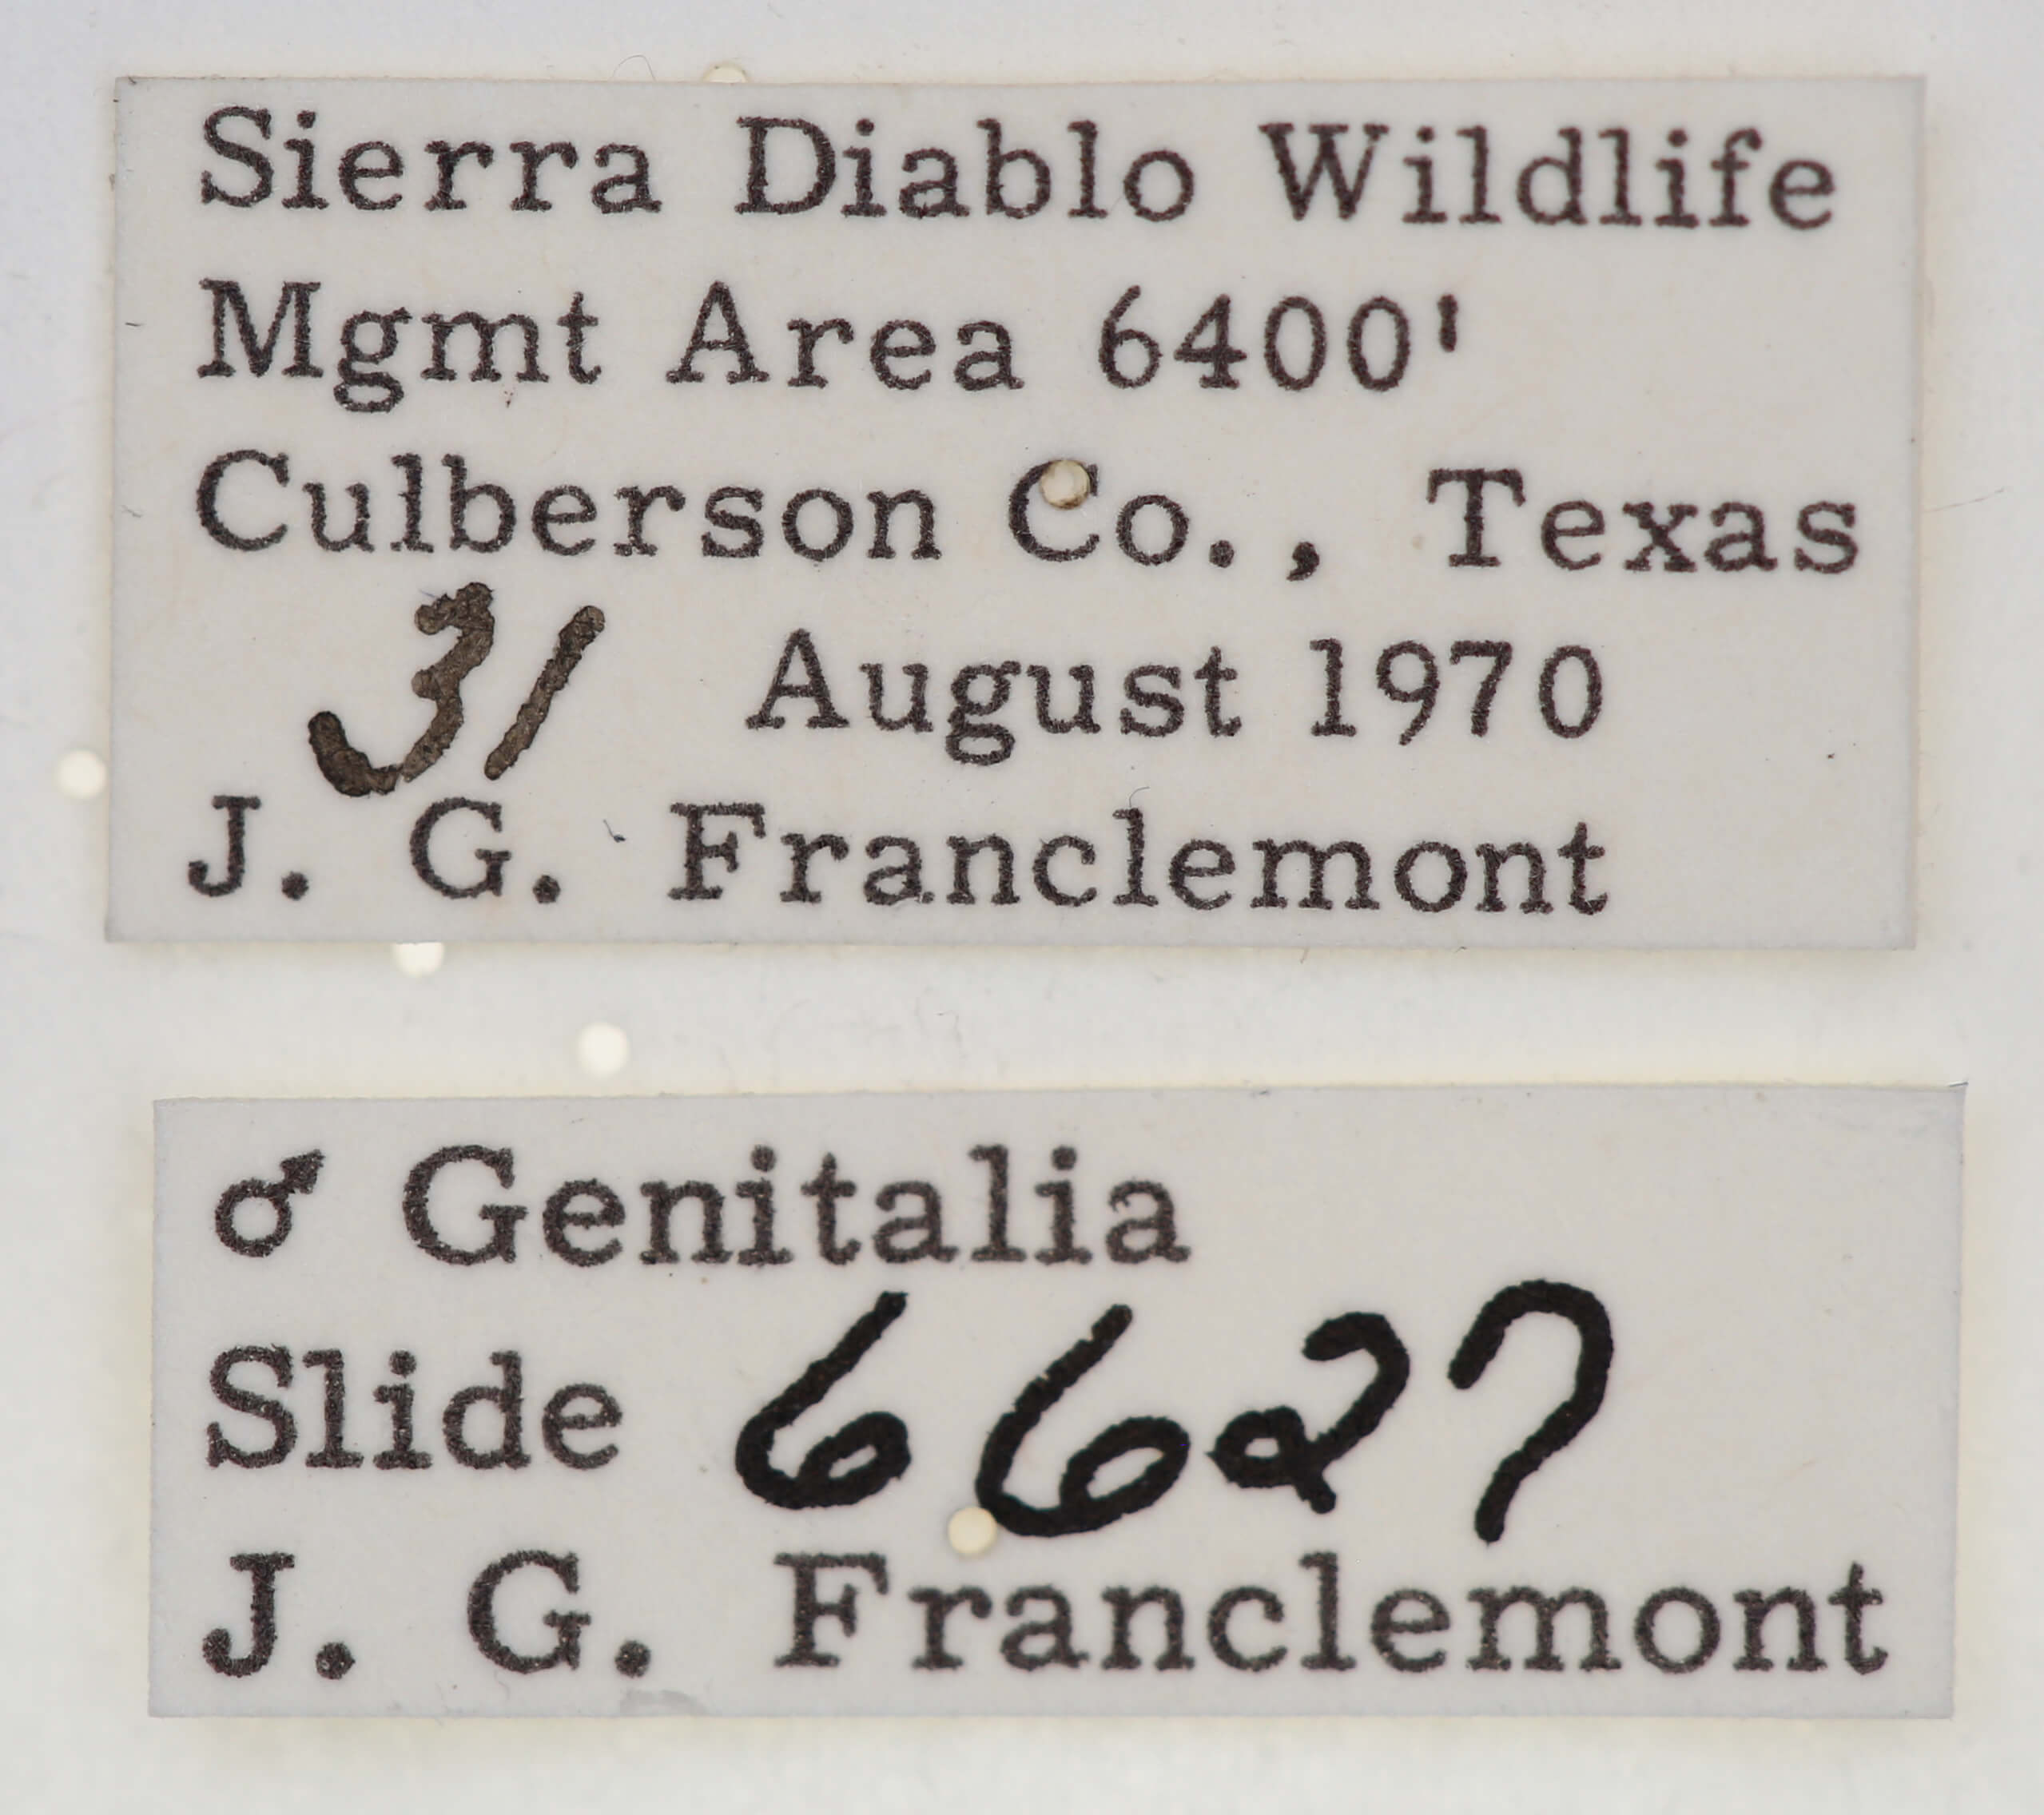 Sierra Diablo Wildlife
Mgmt Area 6400'
Culberson Co., Texas
31 August 1970
J. G. Franclemont
♂ Genitalia
Slide 6627
J. G. Franclemont